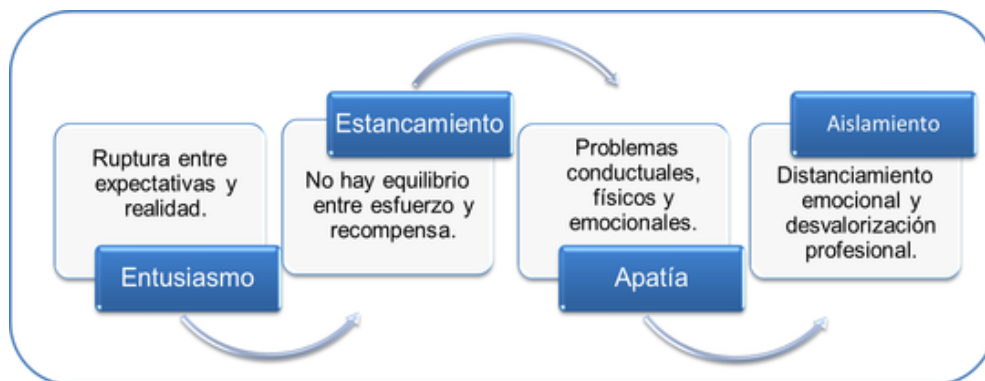 Ruptura entre
expectativas y
realidad.
Entusiasmo
Estancamiento
No hay equilibrio
entre esfuerzo y
recompensa.
Problemas
conductuales,
físicos y
emocionales.
Apatía
Aislamiento
Distanciamiento
emocional y
desvalorización
profesional.